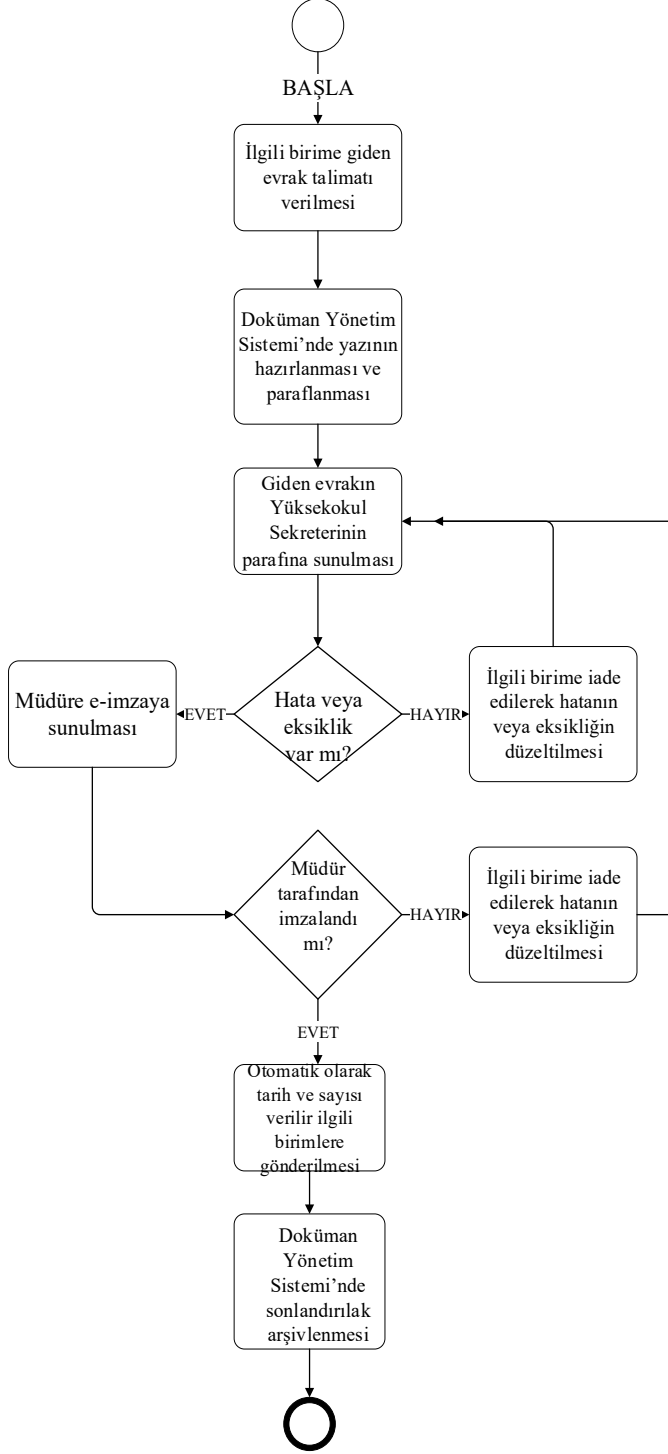 BAŞLA
İlgili birime giden
evrak talimatı
verilmesi
Doküman Yönetim
Sistemi’nde yazının
hazırlanması ve
paraflanması
Giden evrakın
Yüksekokul
Sekreterinin
parafına sunulması
Hata veya
eksiklik
var mı?
EVET
Müdüre e-imzaya
sunulması
HAYIR
İlgili birime iade
edilerek hatanın
veya eksikliğin
düzeltilmesi
Müdür
tarafından
imzalandı
mı?
HAYIR
İlgili birime iade
edilerek hatanın
veya eksikliğin
düzeltilmesi
EVET
Otomatik olarak
tarih ve sayısı
verilir ilgili
birimlere
gönderilmesi
Doküman
Yönetim
Sistemi’nde
sonlandırılak
arşivlenmesi